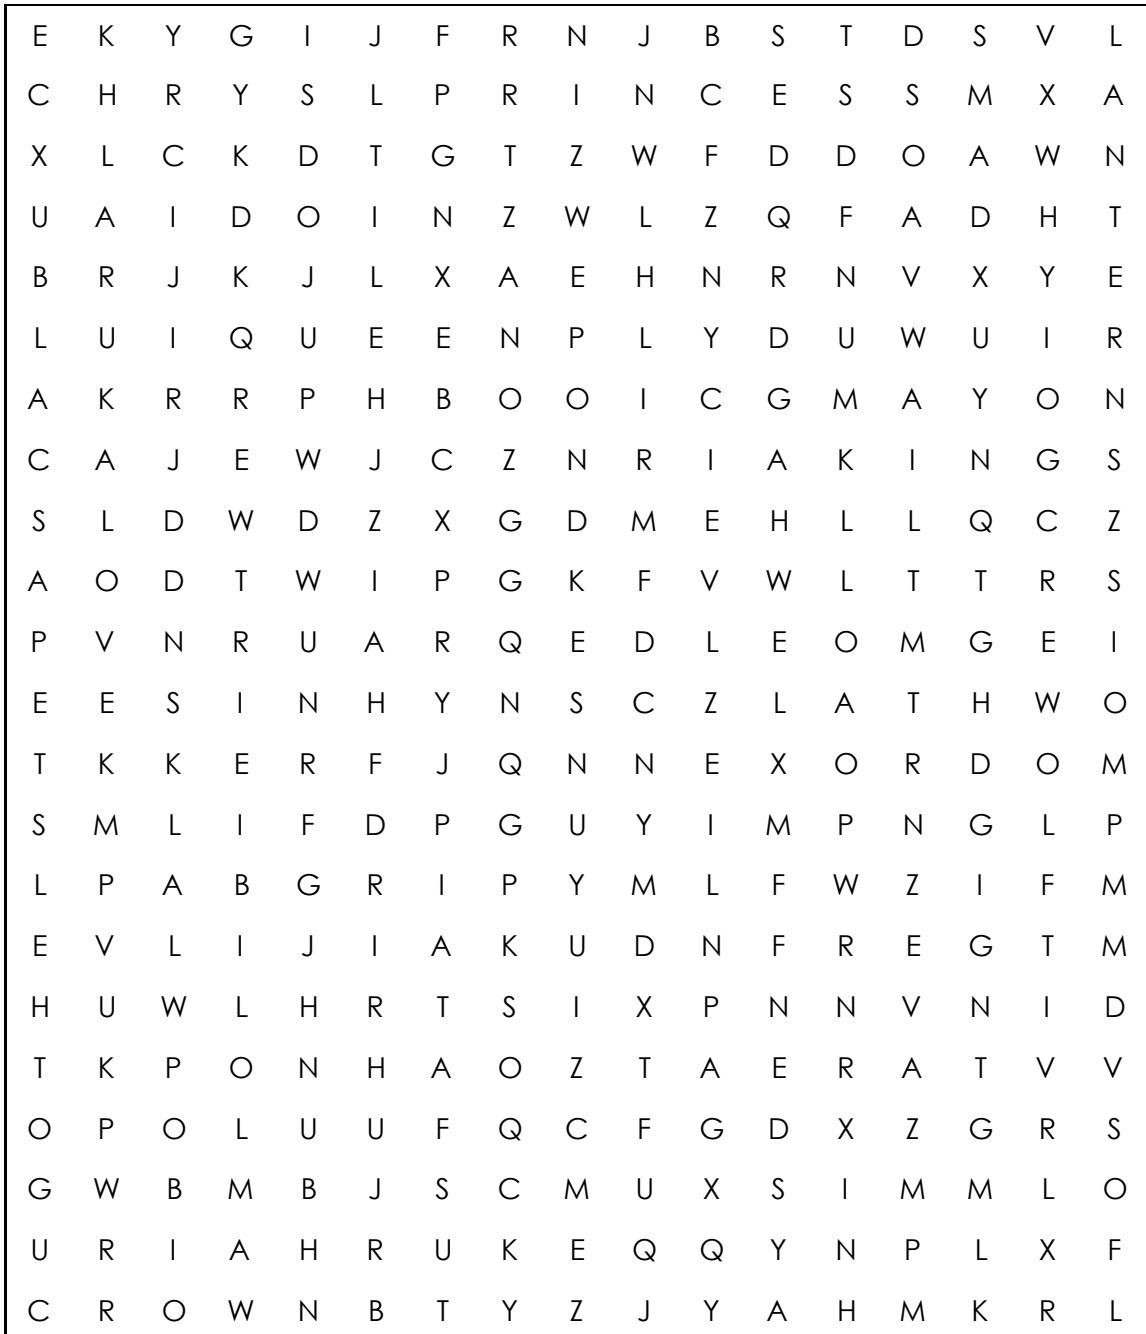 E K Y G I J F R N J B S T D S V L
C H R Y S L P R I N C E S S M X A
X L C K D T G T Z W F D D O A W N
U A I D O I N Z W L Z Q F A D H T
B R J K J L X A E H N R N V X Y E
L U I Q U E E N P L Y D U W U I R
A K R R P H B O O I C G M A Y O N
C A J E W J C Z N R I A K I N G S
S L D W D Z X G D M E H L L Q C Z
A O D T W I P G K F V W L T T R S
P V N R U A R Q E D L E O M G E I
E E S I N H Y N S C Z L A T H W O
T K K E R F J Q N N E X O R D O M
S M L I F D P G U Y I M P N G L P
L P A B G R I P Y M L F W Z I F M
E V L I J I A K U D N F R E G T M
H U W L H R T S I X P N N V N I D
T K P O N H A O Z T A E R A T V V
O P O L U U F Q C F G D X Z G R S
G W B M B J S C M U X S I M M L O
U R I A H R U K E Q Q Y N P L X F
C R O W N B T Y Z J Y A H M K R L